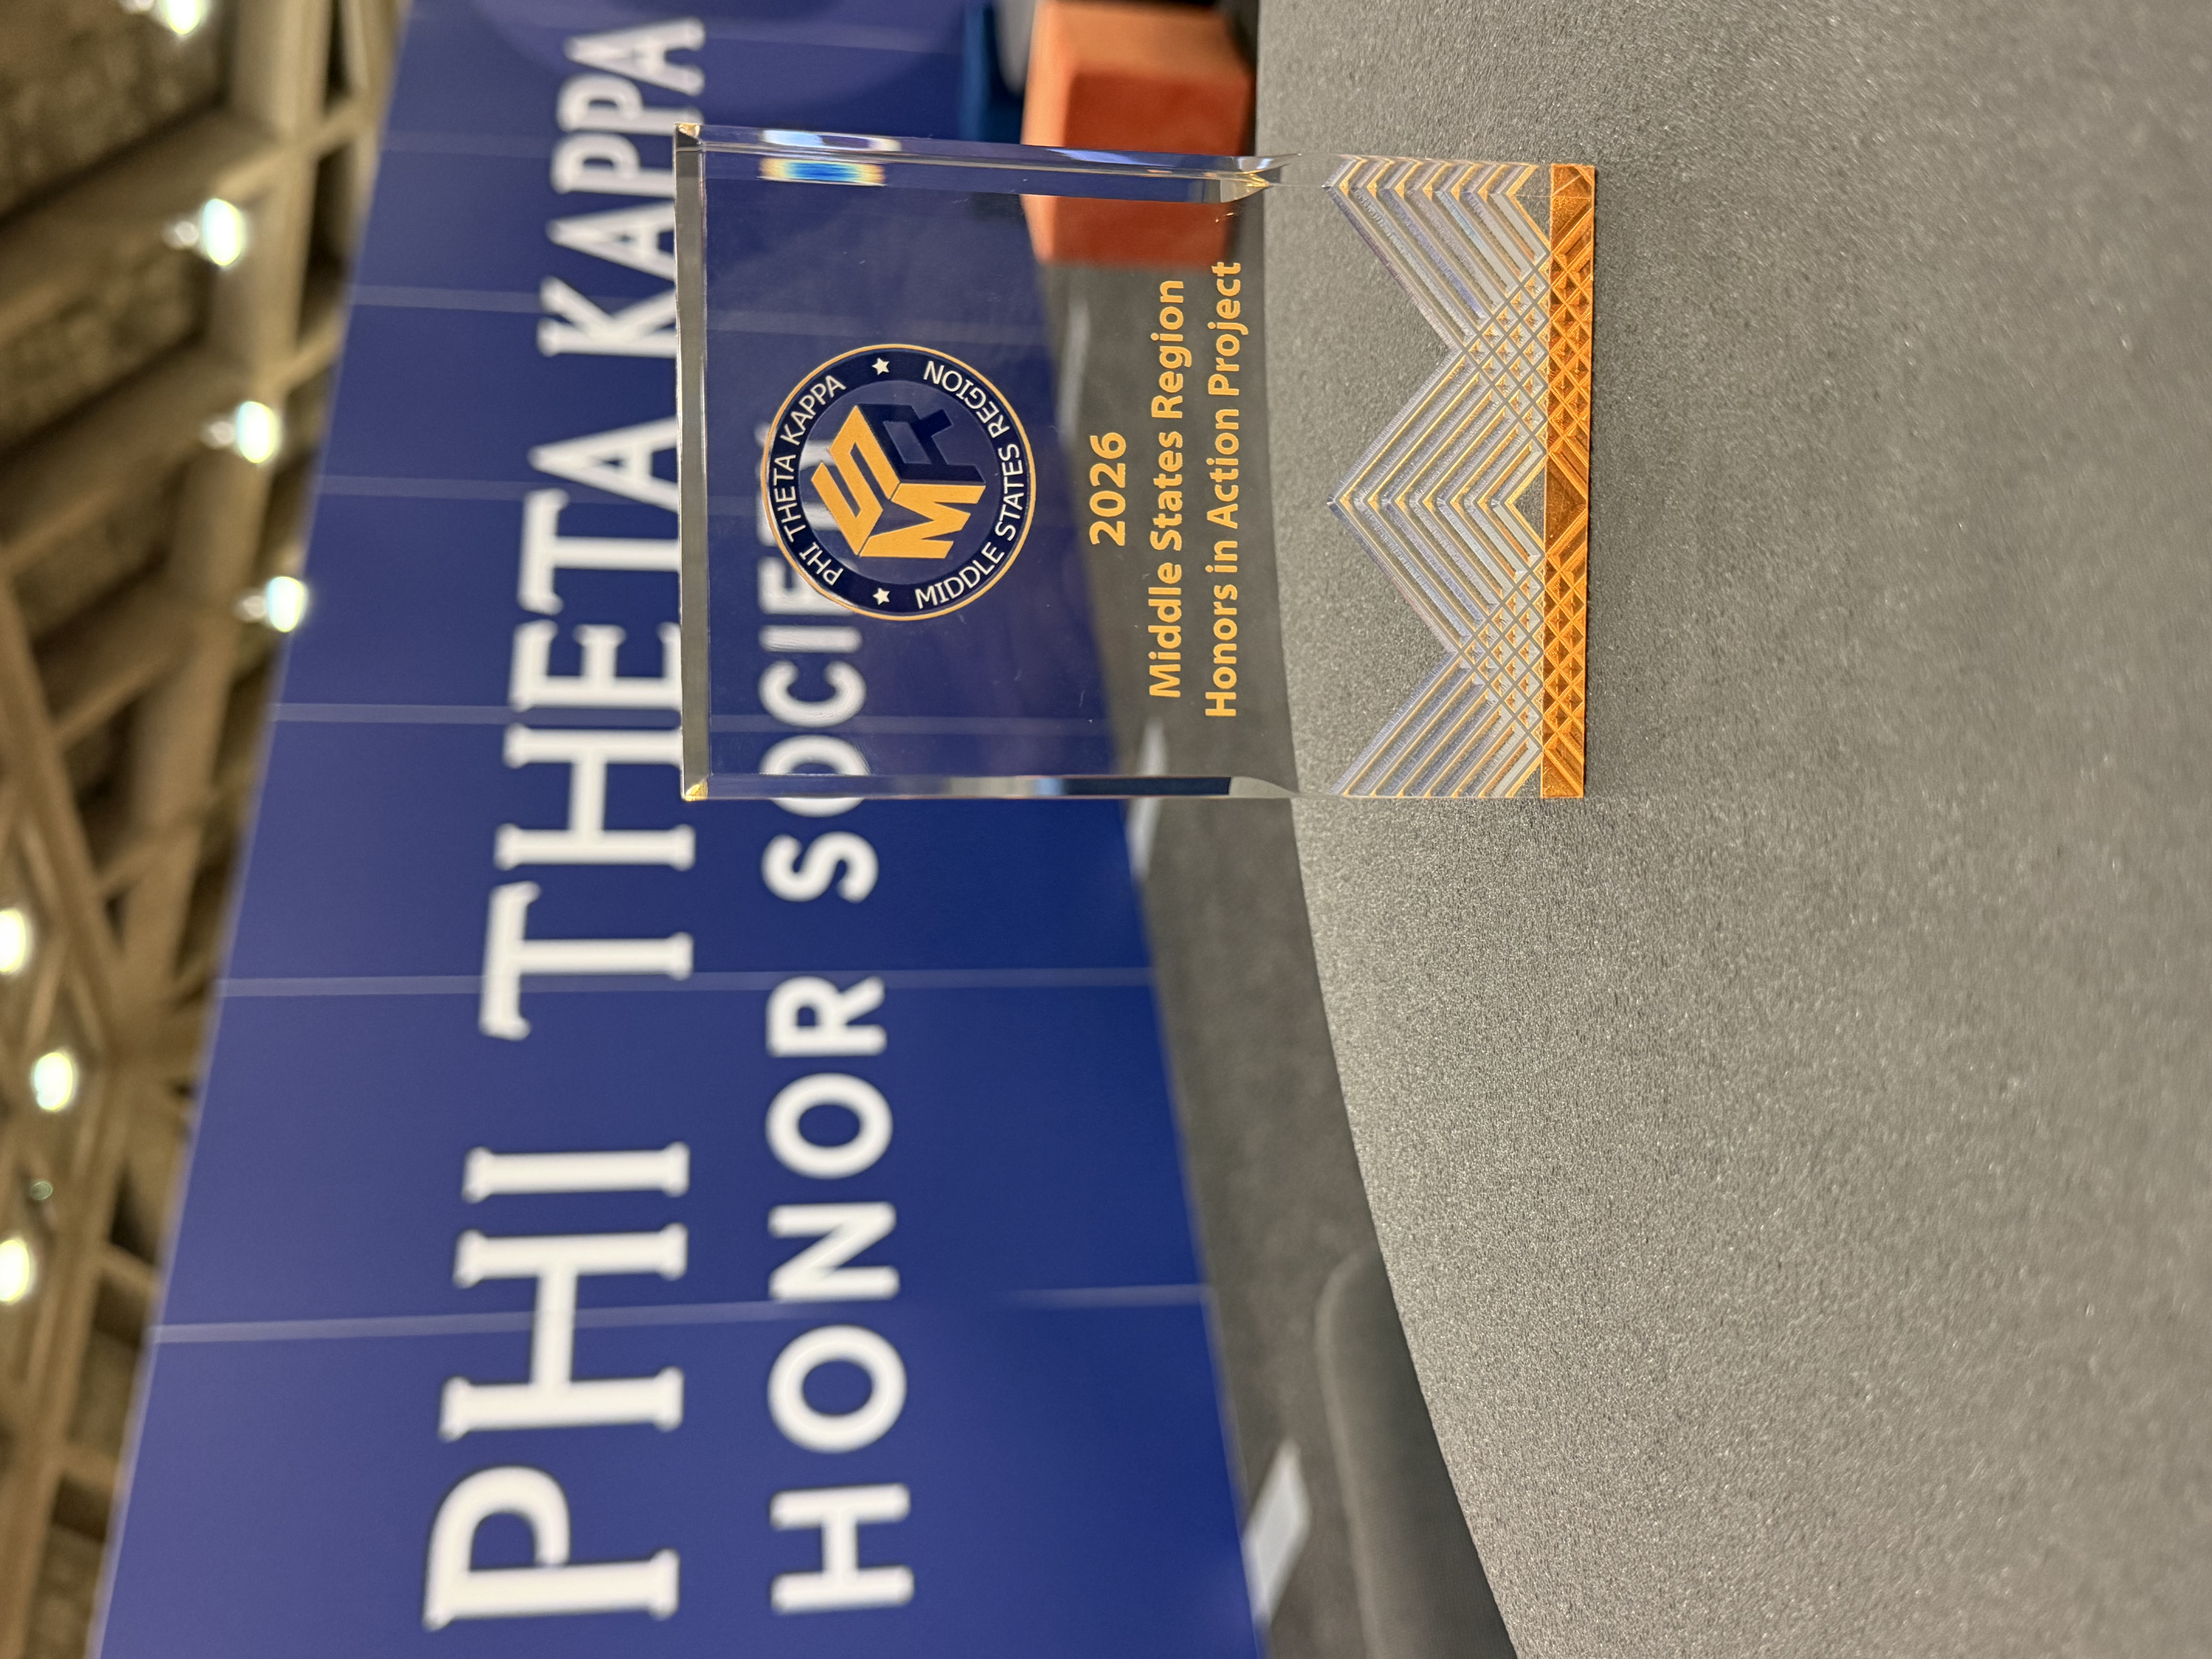 PHI THETA KAPPA
HONOR SOCIETY
PHI THETA KAPPA
MSR
MIDDLE STATES REGION
2026
Middle States Region
Honors in Action Project